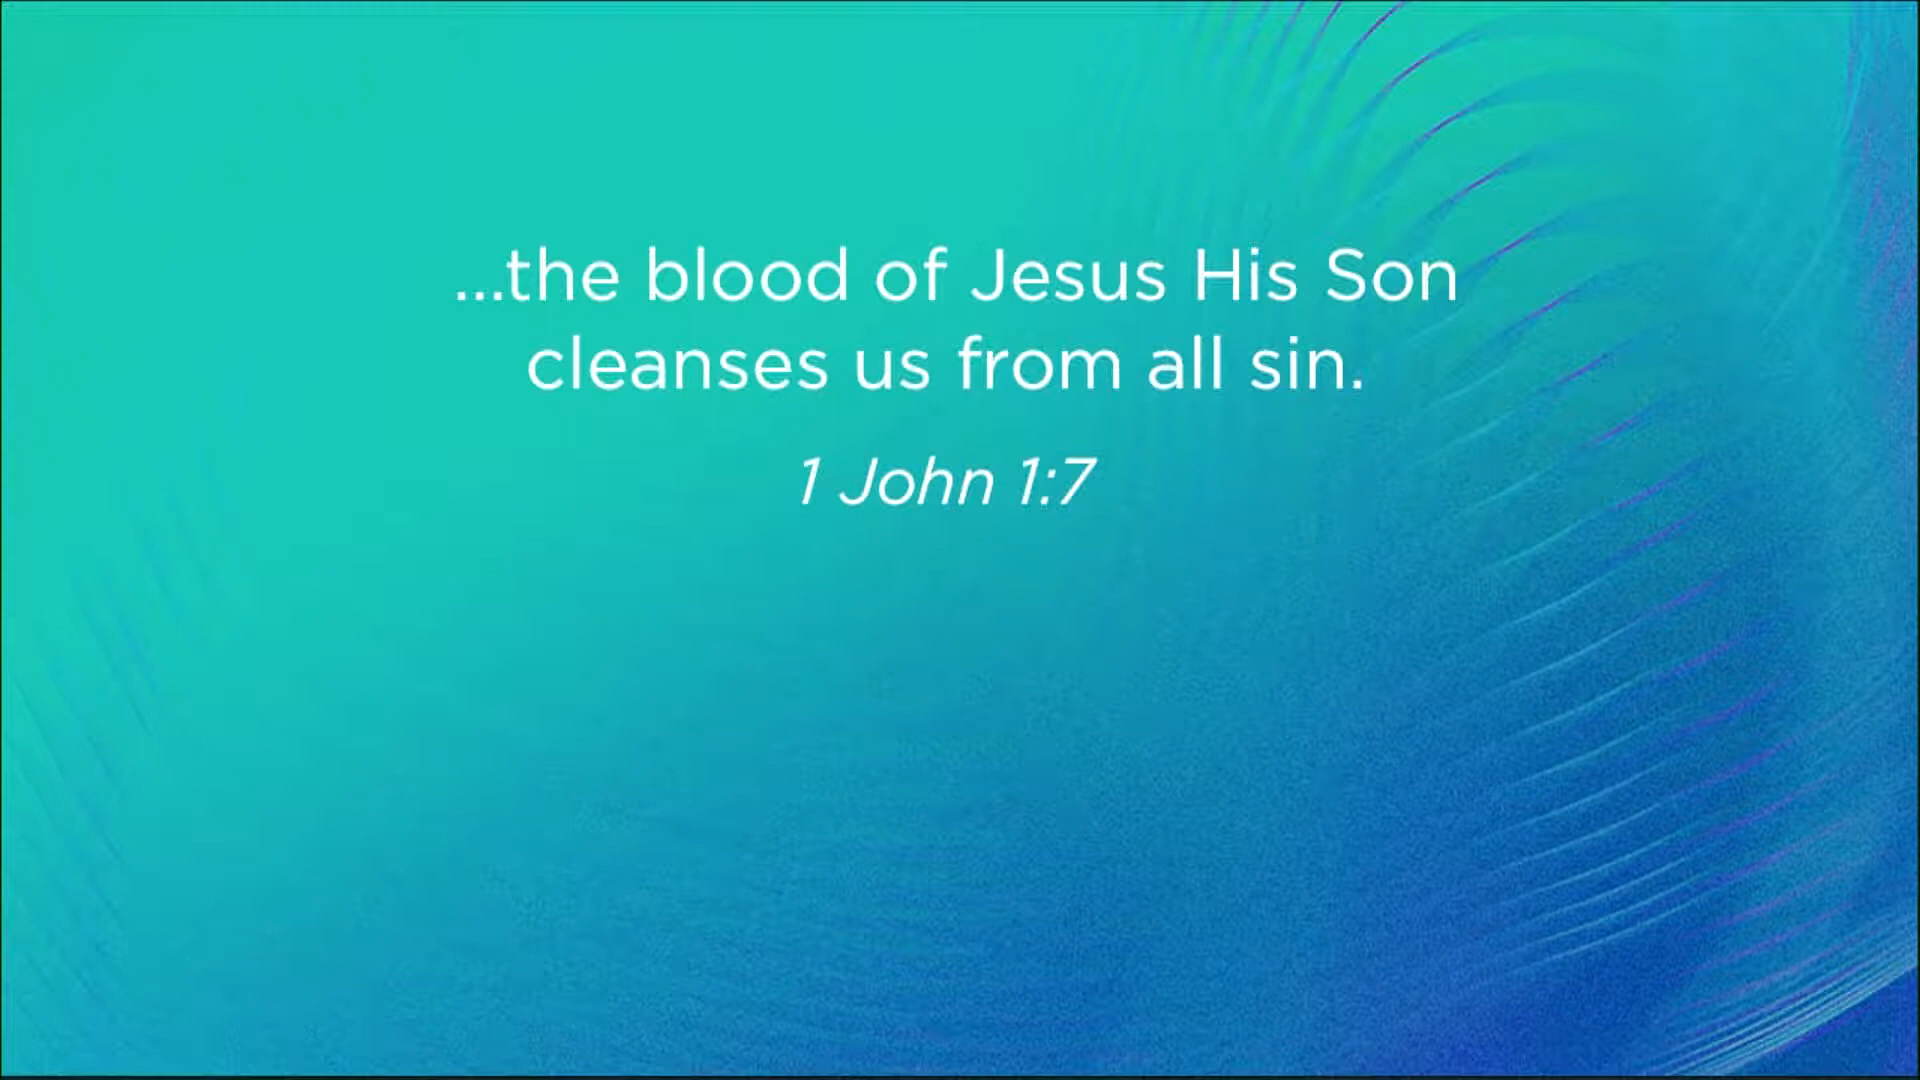 ...the blood of Jesus His Son
cleanses us from all sin.
1 John 1:7